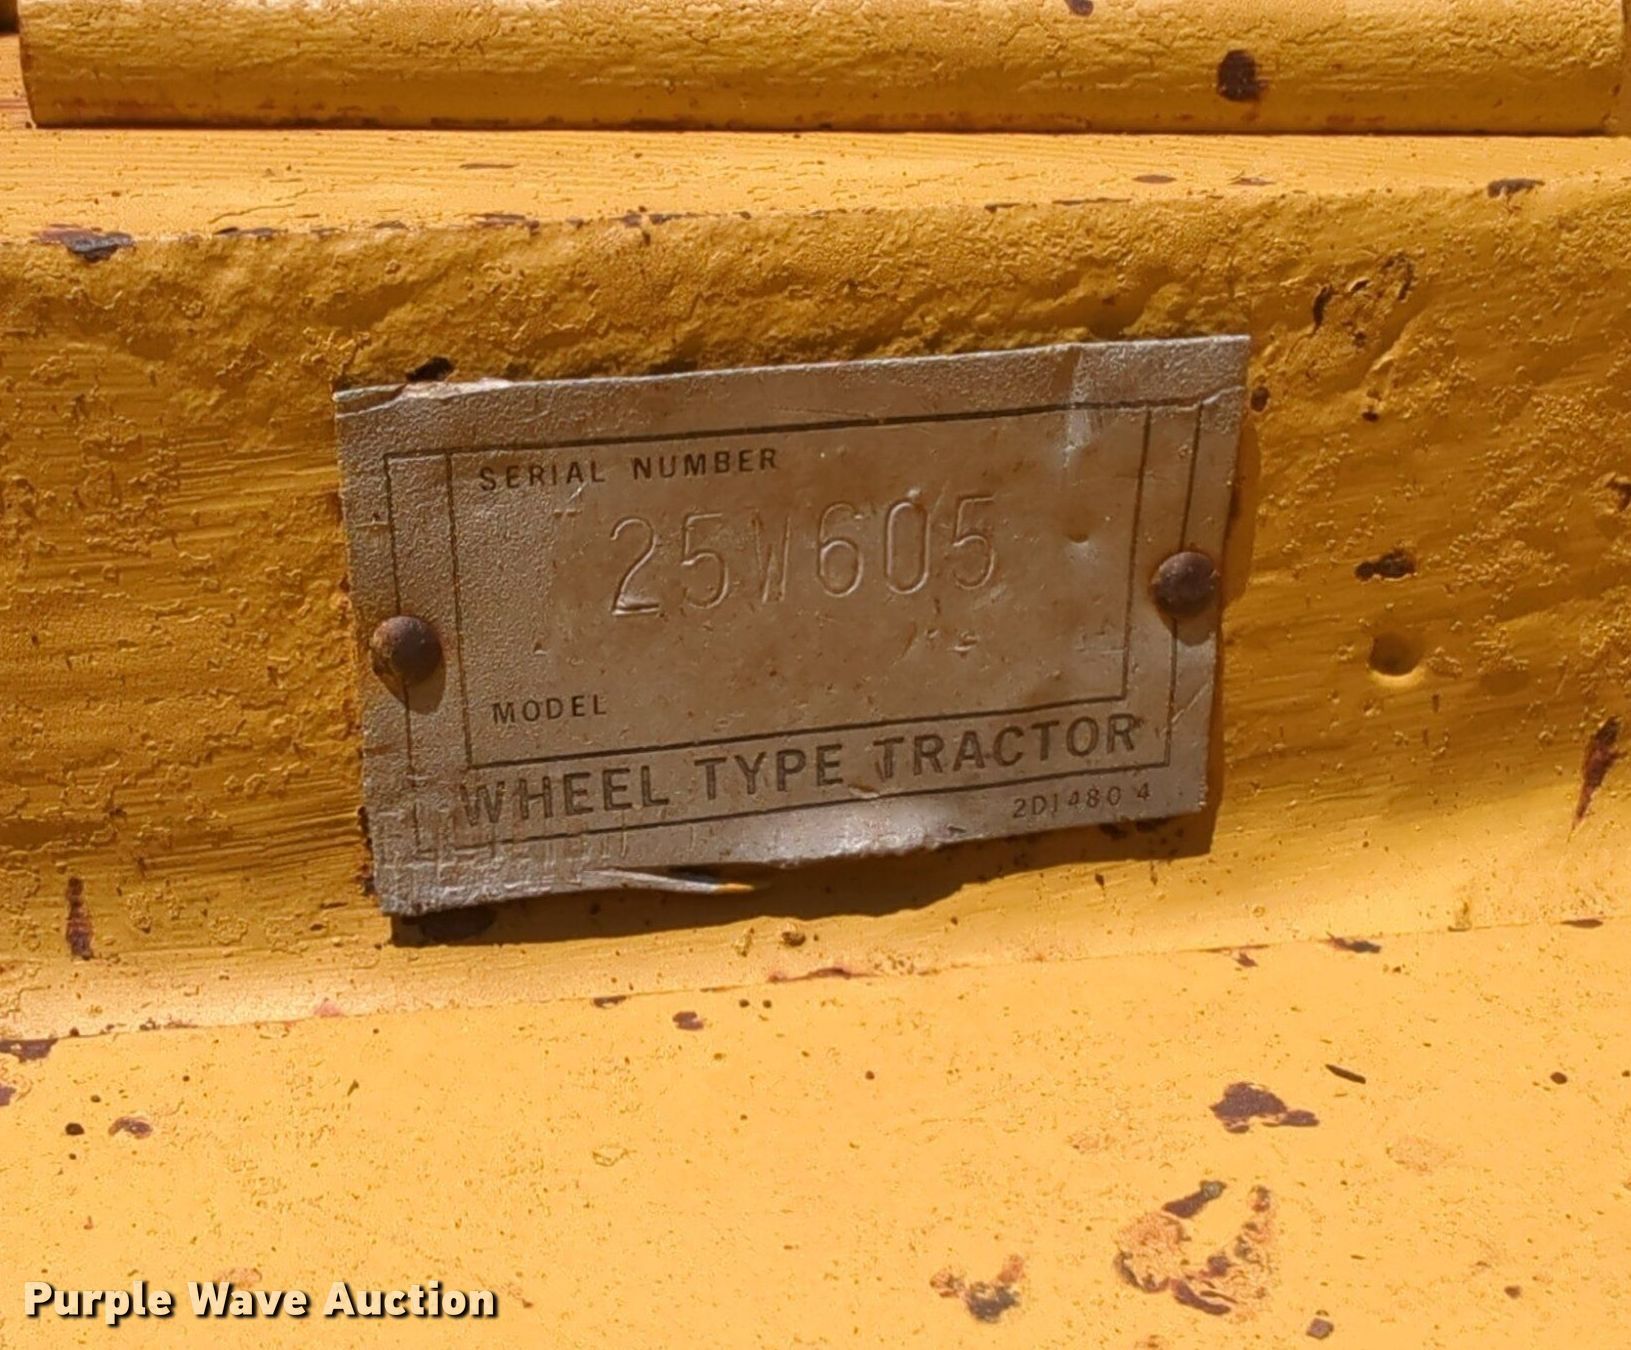 SERIAL NUMBER
25W605
MODEL
WHEEL TYPE TRACTOR
2D1480 4
Purple Wave Auction